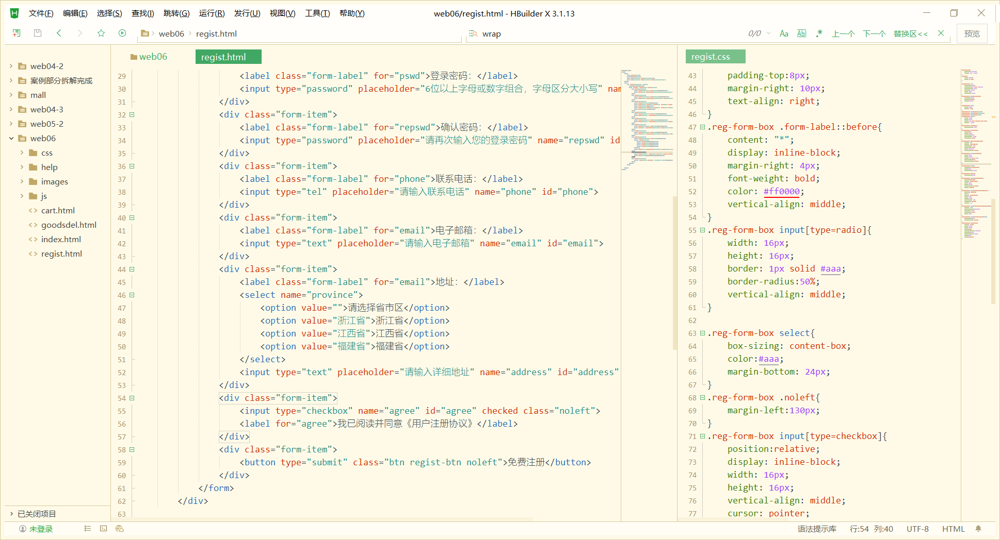 文件(F) 编辑(E) 选择(S) 查找(I) 跳转(G) 运行(R) 发行(U) 视图(V) 工具(T) 帮助(Y) web06/regist.html - HBuilder X 3.1.13
web06 regist.html wrap 0/0 Aa Ab| .* 上一个 下一个 替换区<< 预览
web04-2
案例部分拆解完成
mall
web04-3
web05-2
web06
css
help
images
js
cart.html
goodsdel.html
index.html
regist.html
已关闭项目
web06 regist.html
29 <label class="form-label" for="pswd">登录密码：</label>
30 <input type="password" placeholder="6位以上字母或数字组合，字母区分大小写" nam
31 </div>
32 <div class="form-item">
33 <label class="form-label" for="repswd">确认密码：</label>
34 <input type="password" placeholder="请再次输入您的登录密码" name="repswd" id
35 </div>
36 <div class="form-item">
37 <label class="form-label" for="phone">联系电话：</label>
38 <input type="tel" placeholder="请输入联系电话" name="phone" id="phone">
39 </div>
40 <div class="form-item">
41 <label class="form-label" for="email">电子邮箱：</label>
42 <input type="text" placeholder="请输入电子邮箱" name="email" id="email">
43 </div>
44 <div class="form-item">
45 <label class="form-label" for="email">地址：</label>
46 <select name="province">
47 <option value="">请选择省市区</option>
48 <option value="浙江省">浙江省</option>
49 <option value="江西省">江西省</option>
50 <option value="福建省">福建省</option>
51 </select>
52 <input type="text" placeholder="请输入详细地址" name="address" id="address"
53 </div>
54 <div class="form-item">
55 <input type="checkbox" name="agree" id="agree" checked class="noleft">
56 <label for="agree">我已阅读并同意《用户注册协议》</label>
57 </div>
58 <div class="form-item">
59 <button type="submit" class="btn regist-btn noleft">免费注册</button>
60 </div>
61 </form>
62 </div>
63
regist.css
43 padding-top:8px;
44 margin-right: 10px;
45 text-align: right;
46 }
47 .reg-form-box .form-label::before{
48 content: "*";
49 display: inline-block;
50 margin-right: 4px;
51 font-weight: bold;
52 color: #ff0000;
53 vertical-align: middle;
54 }
55 .reg-form-box input[type=radio]{
56 width: 16px;
57 height: 16px;
58 border: 1px solid #aaa;
59 border-radius:50%;
60 vertical-align: middle;
61 }
62
63 .reg-form-box select{
64 box-sizing: content-box;
65 color:#aaa;
66 margin-bottom: 24px;
67 }
68 .reg-form-box .noleft{
69 margin-left:130px;
70 }
71 .reg-form-box input[type=checkbox]{
72 position:relative;
73 display: inline-block;
74 width: 16px;
75 height: 16px;
76 vertical-align: middle;
77 cursor: pointer;
未登录 语法提示库 行:54 列:40 UTF-8 HTML